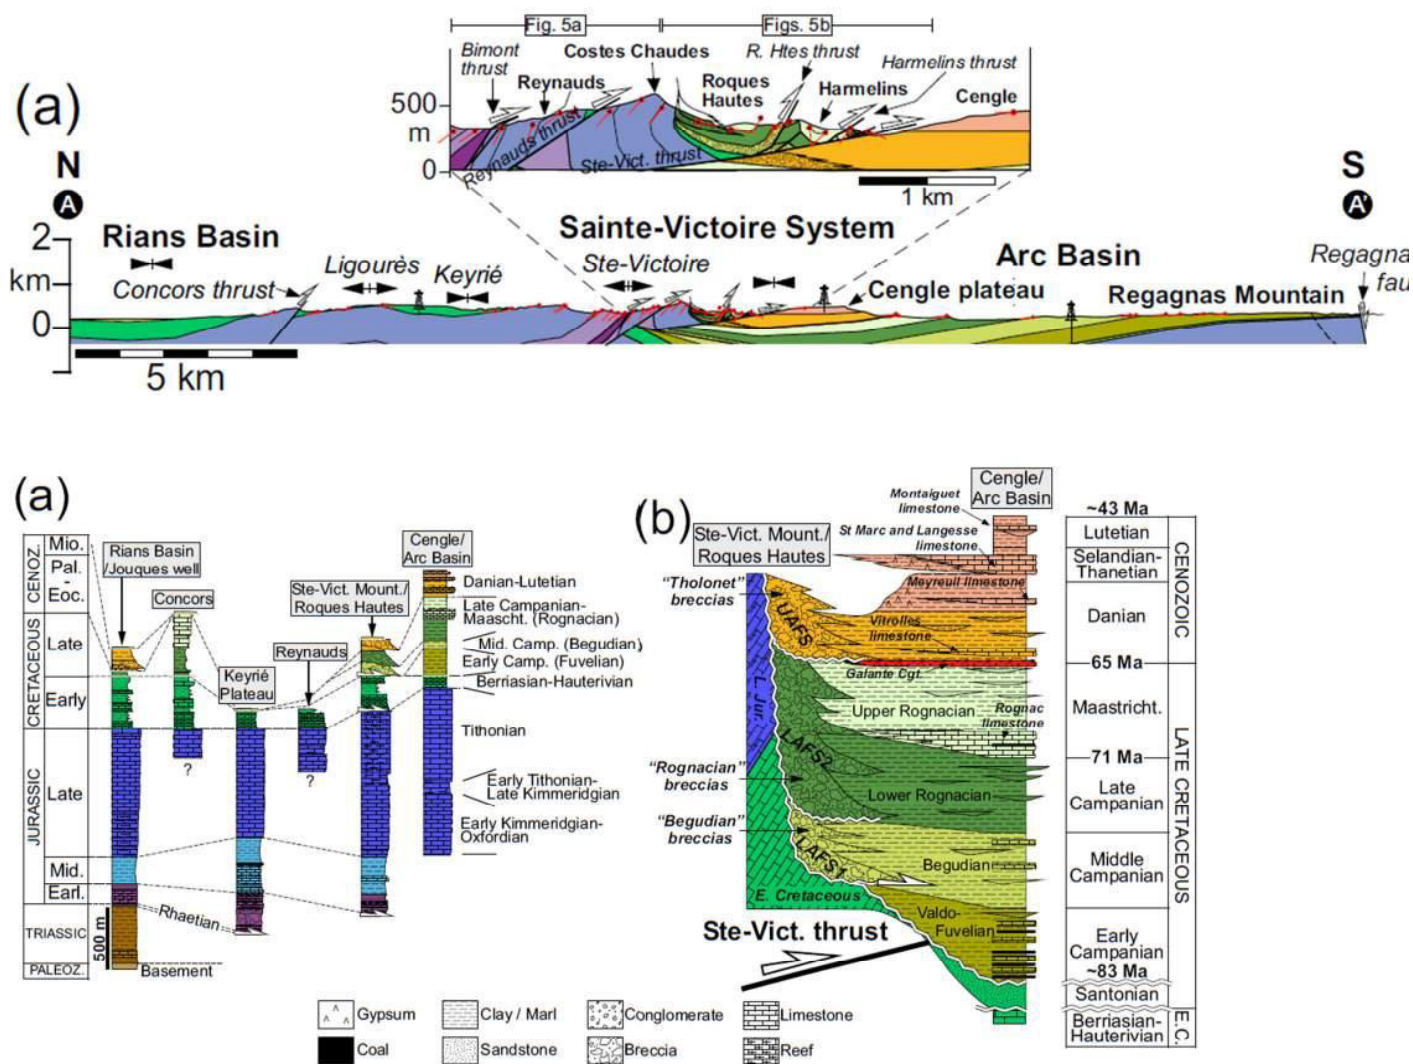 Fig. 5a
Figs. 5b
(a)
Bimont
thrust
Costes Chaudes
R. Htes thrust
Harmelins thrust
Reynauds
Roques
Hautes
Harmelins
Cengle
500
m
0
Reynauds thrust
Ste-Vict. thrust
1 km
N
A
S
A'
2
km
0
Rians Basin
Sainte-Victoire System
Arc Basin
Concors thrust
Ligourès
Keyrié
Ste-Victoire
Cengle plateau
Regagnas Mountain
Regagna
fau
5 km
(a)
CENOZ.
Mio.
Pal.
-
Eoc.
CRETACEOUS
Late
Early
JURASSIC
Late
Mid.
Earl.
TRIASSIC
PALEOZ.
Rians Basin
/Jouques well
Concors
Keyrié
Plateau
Reynauds
Ste-Vict. Mount./
Roques Hautes
Cengle/
Arc Basin
?
?
Rhaetian
500 m
Basement
Danian-Lutetian
Late Campanian-
Maascht. (Rognacian)
Mid. Camp. (Begudian)
Early Camp. (Fuvelian)
Berriasian-Hauterivian
Tithonian
Early Tithonian-
Late Kimmeridgian
Early Kimmeridgian-
Oxfordian
(b)
Ste-Vict. Mount./
Roques Hautes
Cengle/
Arc Basin
Montaiguet
limestone
St Marc and Langesse
limestone
Meyreuil limestone
"Tholonet"
breccias
UAFS
Vitrolles
limestone
Galante Cgt.
L. Jur.
Upper Rognacian
Rognac
limestone
LAFS2
"Rognacian"
breccias
Lower Rognacian
"Begudian"
breccias
LAFS1
Begudian
E. Cretaceous
Valdo-
Fuvelian
Ste-Vict. thrust
~43 Ma
Lutetian
Selandian-
Thanetian
Danian
65 Ma
Maastricht.
71 Ma
Late
Campanian
Middle
Campanian
Early
Campanian
~83 Ma
Santonian
Berriasian-
Hauterivian
CENOZOIC
LATE CRETACEOUS
E.C.
Gypsum
Clay / Marl
Conglomerate
Limestone
Coal
Sandstone
Breccia
Reef